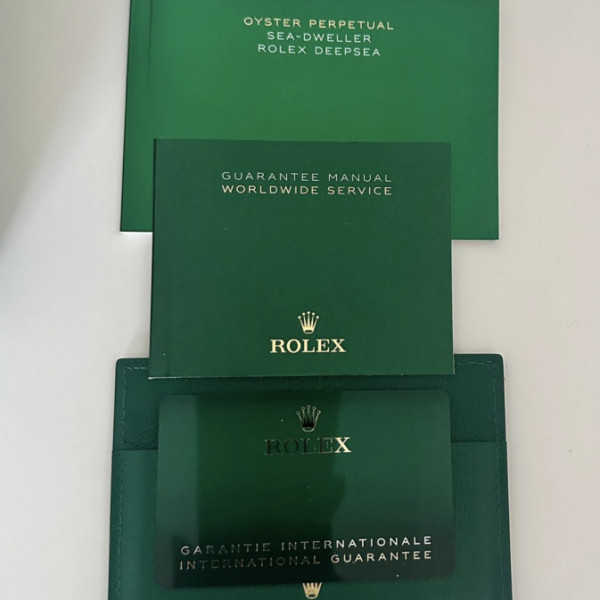 OYSTER PERPETUAL
SEA-DWELLER
ROLEX DEEPSEA
GUARANTEE MANUAL
WORLDWIDE SERVICE
ROLEX
ROLEX
GARANTIE INTERNATIONALE
INTERNATIONAL GUARANTEE